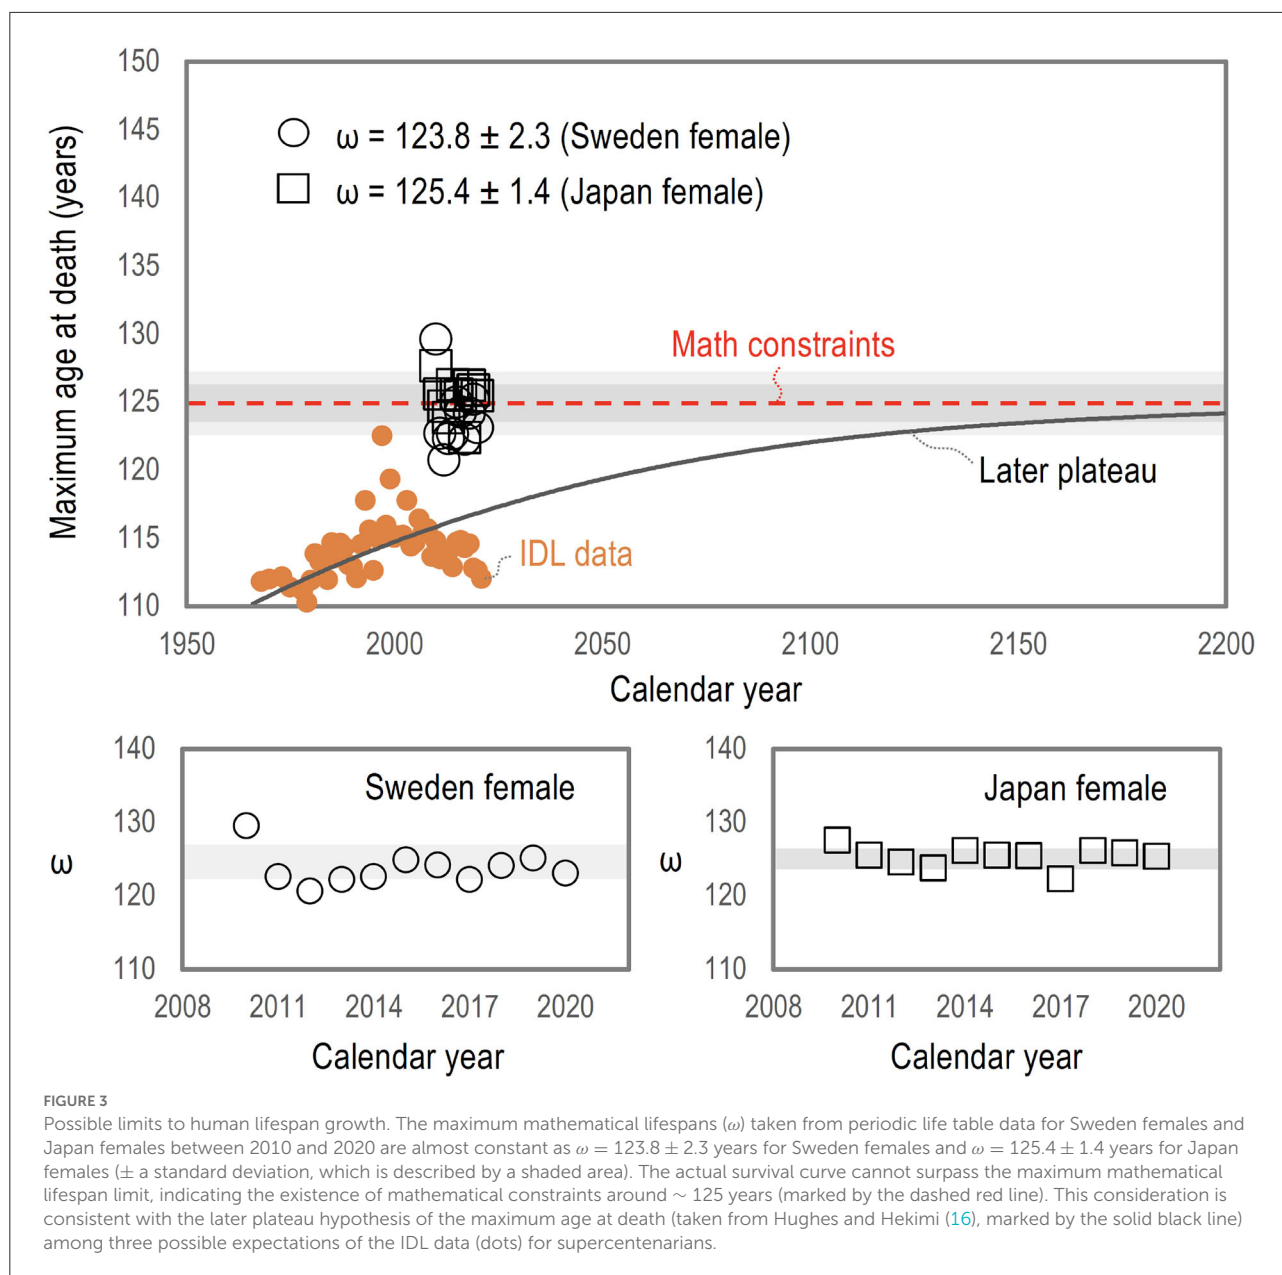 150
145
140
135
130
125
120
115
110
Maximum age at death (years)
ω = 123.8 ± 2.3 (Sweden female)
ω = 125.4 ± 1.4 (Japan female)
Math constraints
Later plateau
IDL data
1950
2000
2050
2100
2150
2200
Calendar year
140
130
120
110
ω
Sweden female
2008
2011
2014
2017
2020
Calendar year
140
130
120
110
ω
Japan female
2008
2011
2014
2017
2020
Calendar year
FIGURE 3
Possible limits to human lifespan growth. The maximum mathematical lifespans (ω) taken from periodic life table data for Sweden females and
Japan females between 2010 and 2020 are almost constant as ω = 123.8 ± 2.3 years for Sweden females and ω = 125.4 ± 1.4 years for Japan
females (± a standard deviation, which is described by a shaded area). The actual survival curve cannot surpass the maximum mathematical
lifespan limit, indicating the existence of mathematical constraints around ~ 125 years (marked by the dashed red line). This consideration is
consistent with the later plateau hypothesis of the maximum age at death (taken from Hughes and Hekimi (16), marked by the solid black line)
among three possible expectations of the IDL data (dots) for supercentenarians.